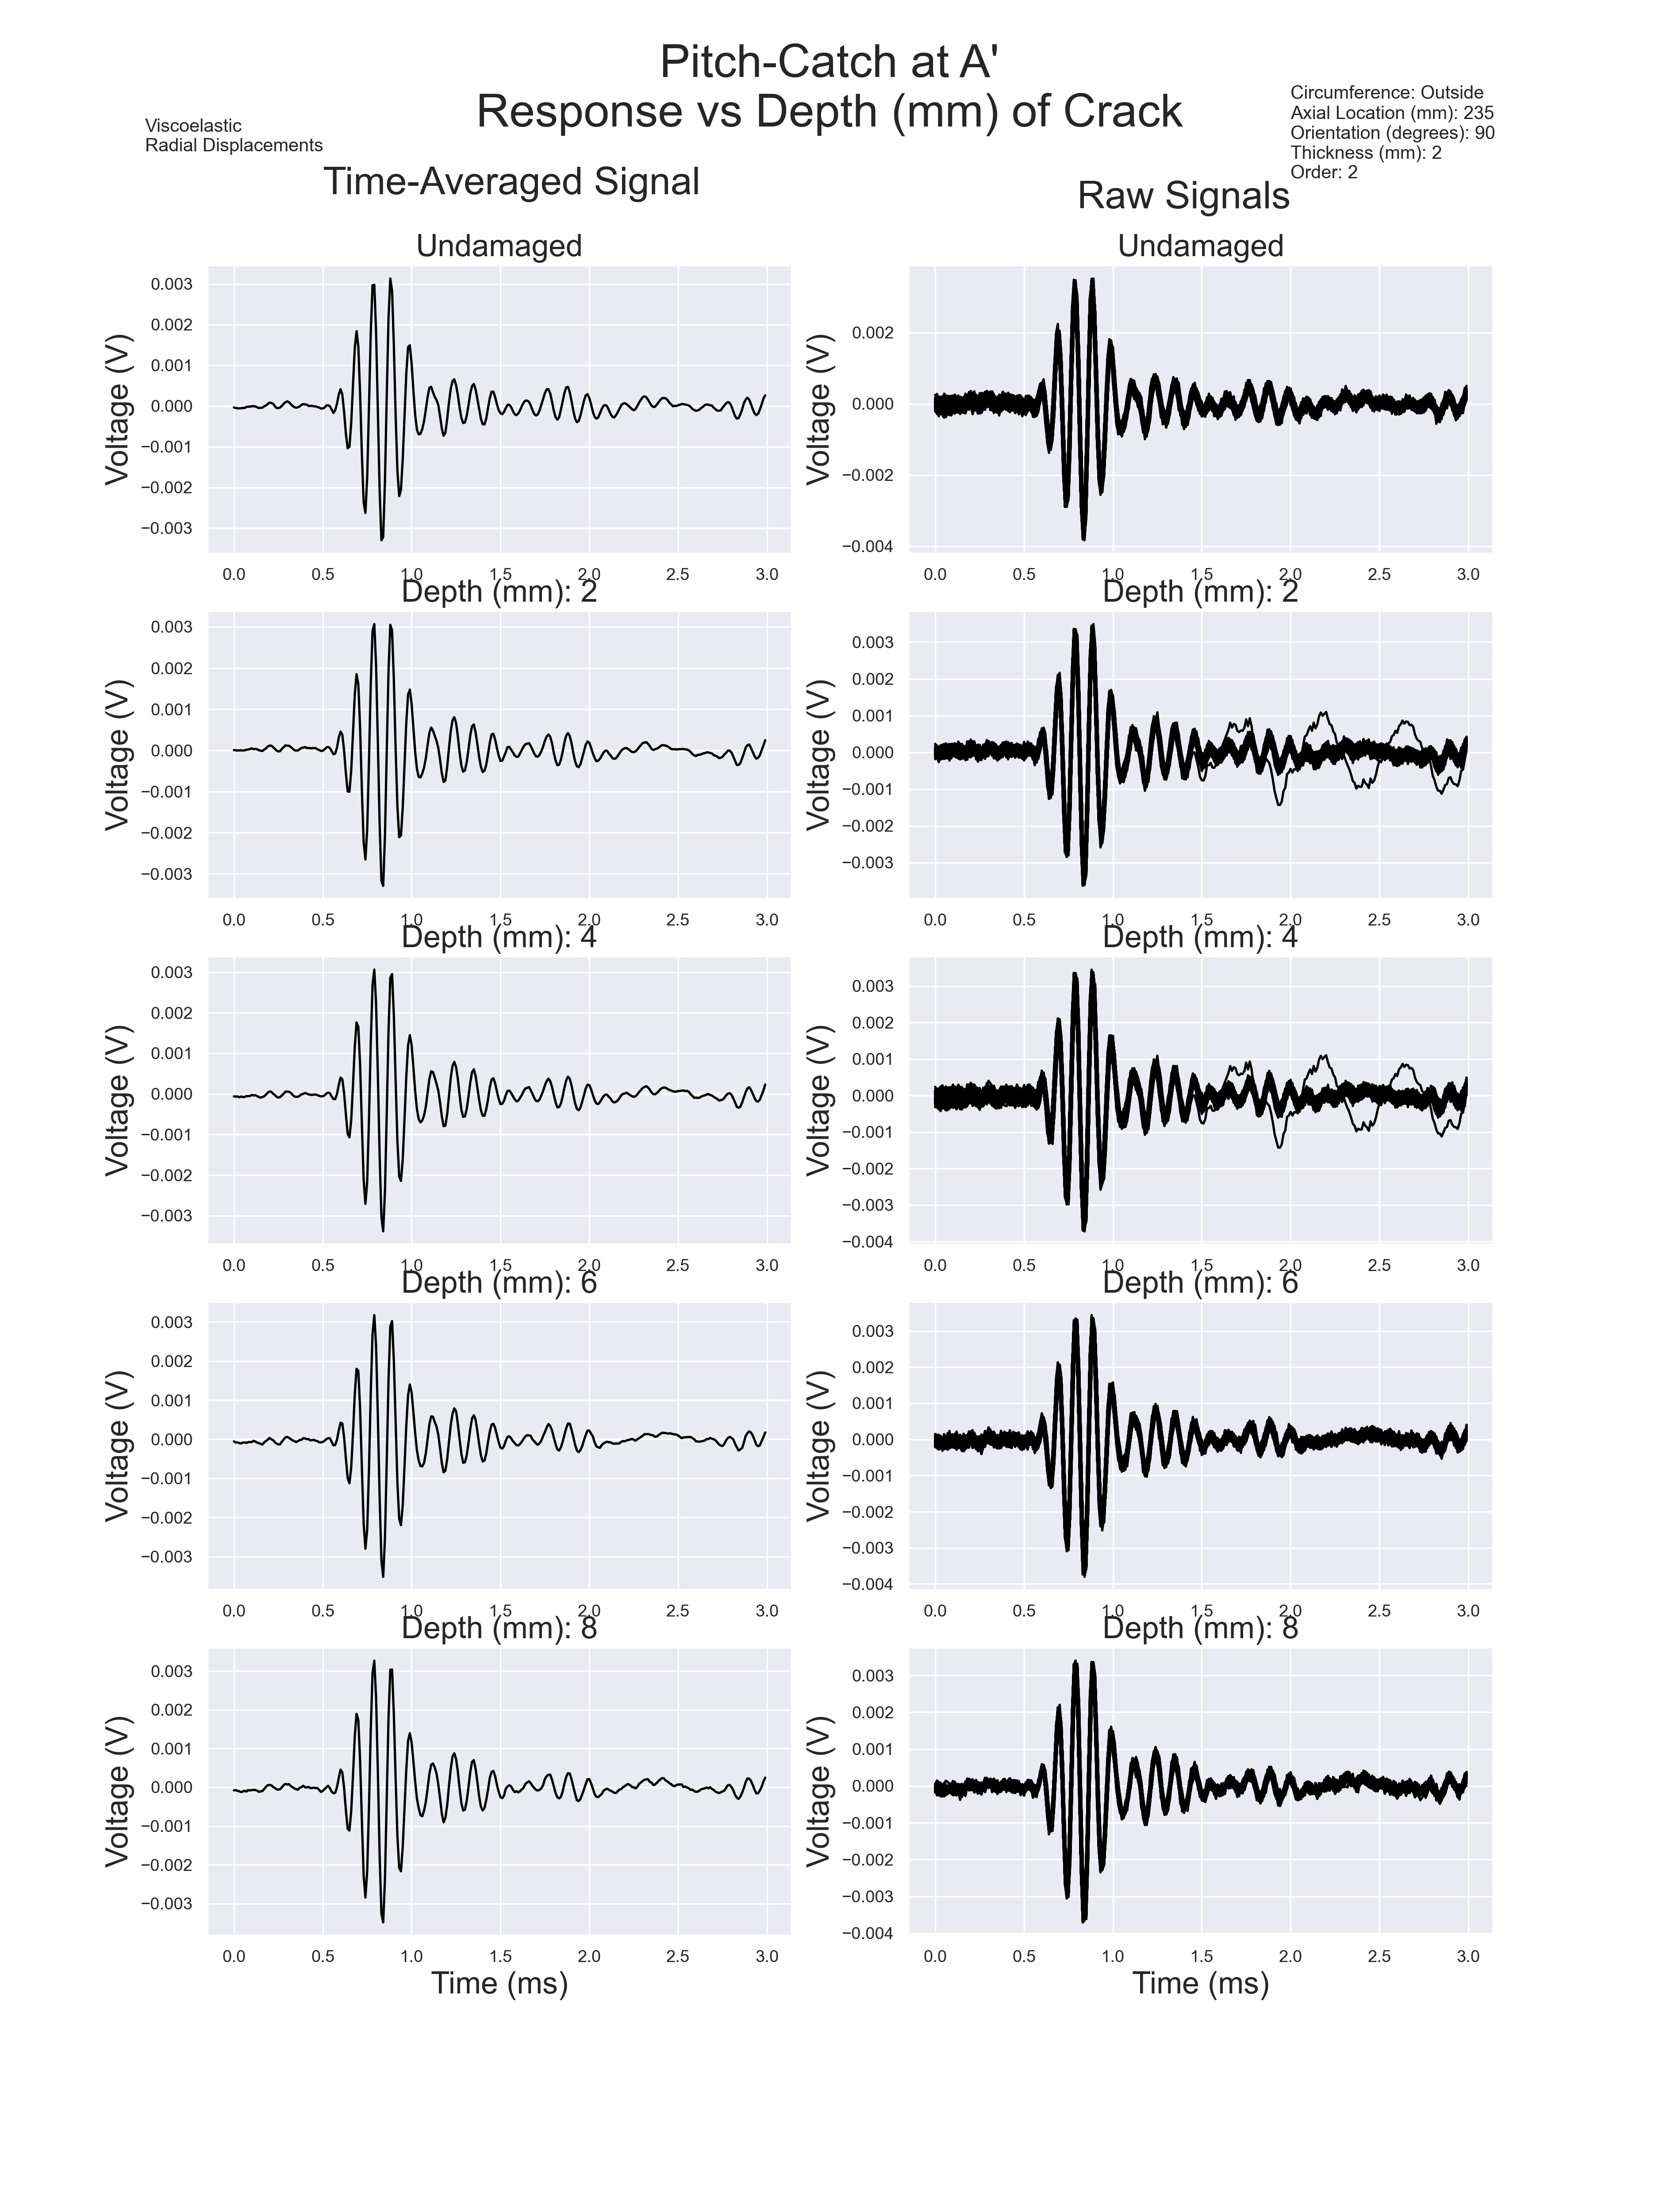 Pitch-Catch at A'
Response vs Depth (mm) of Crack
Viscoelastic
Radial Displacements
Circumference: Outside
Axial Location (mm): 235
Orientation (degrees): 90
Thickness (mm): 2
Order: 2
Time-Averaged Signal
Raw Signals
Undamaged
0.003
0.002
0.001
0.000
−0.001
−0.002
−0.003
Voltage (V)
0.0 0.5 1.0 1.5 2.0 2.5 3.0
Undamaged
0.002
0.000
−0.002
−0.004
Voltage (V)
0.0 0.5 1.0 1.5 2.0 2.5 3.0
Depth (mm): 2
0.003
0.002
0.001
0.000
−0.001
−0.002
−0.003
Voltage (V)
0.0 0.5 1.0 1.5 2.0 2.5 3.0
Depth (mm): 2
0.003
0.002
0.001
0.000
−0.001
−0.002
−0.003
Voltage (V)
0.0 0.5 1.0 1.5 2.0 2.5 3.0
Depth (mm): 4
0.003
0.002
0.001
0.000
−0.001
−0.002
−0.003
Voltage (V)
0.0 0.5 1.0 1.5 2.0 2.5 3.0
Depth (mm): 4
0.003
0.002
0.001
0.000
−0.001
−0.002
−0.003
−0.004
Voltage (V)
0.0 0.5 1.0 1.5 2.0 2.5 3.0
Depth (mm): 6
0.003
0.002
0.001
0.000
−0.001
−0.002
−0.003
Voltage (V)
0.0 0.5 1.0 1.5 2.0 2.5 3.0
Depth (mm): 6
0.003
0.002
0.001
0.000
−0.001
−0.002
−0.003
−0.004
Voltage (V)
0.0 0.5 1.0 1.5 2.0 2.5 3.0
Depth (mm): 8
0.003
0.002
0.001
0.000
−0.001
−0.002
−0.003
Voltage (V)
0.0 0.5 1.0 1.5 2.0 2.5 3.0
Time (ms)
Depth (mm): 8
0.003
0.002
0.001
0.000
−0.001
−0.002
−0.003
−0.004
Voltage (V)
0.0 0.5 1.0 1.5 2.0 2.5 3.0
Time (ms)